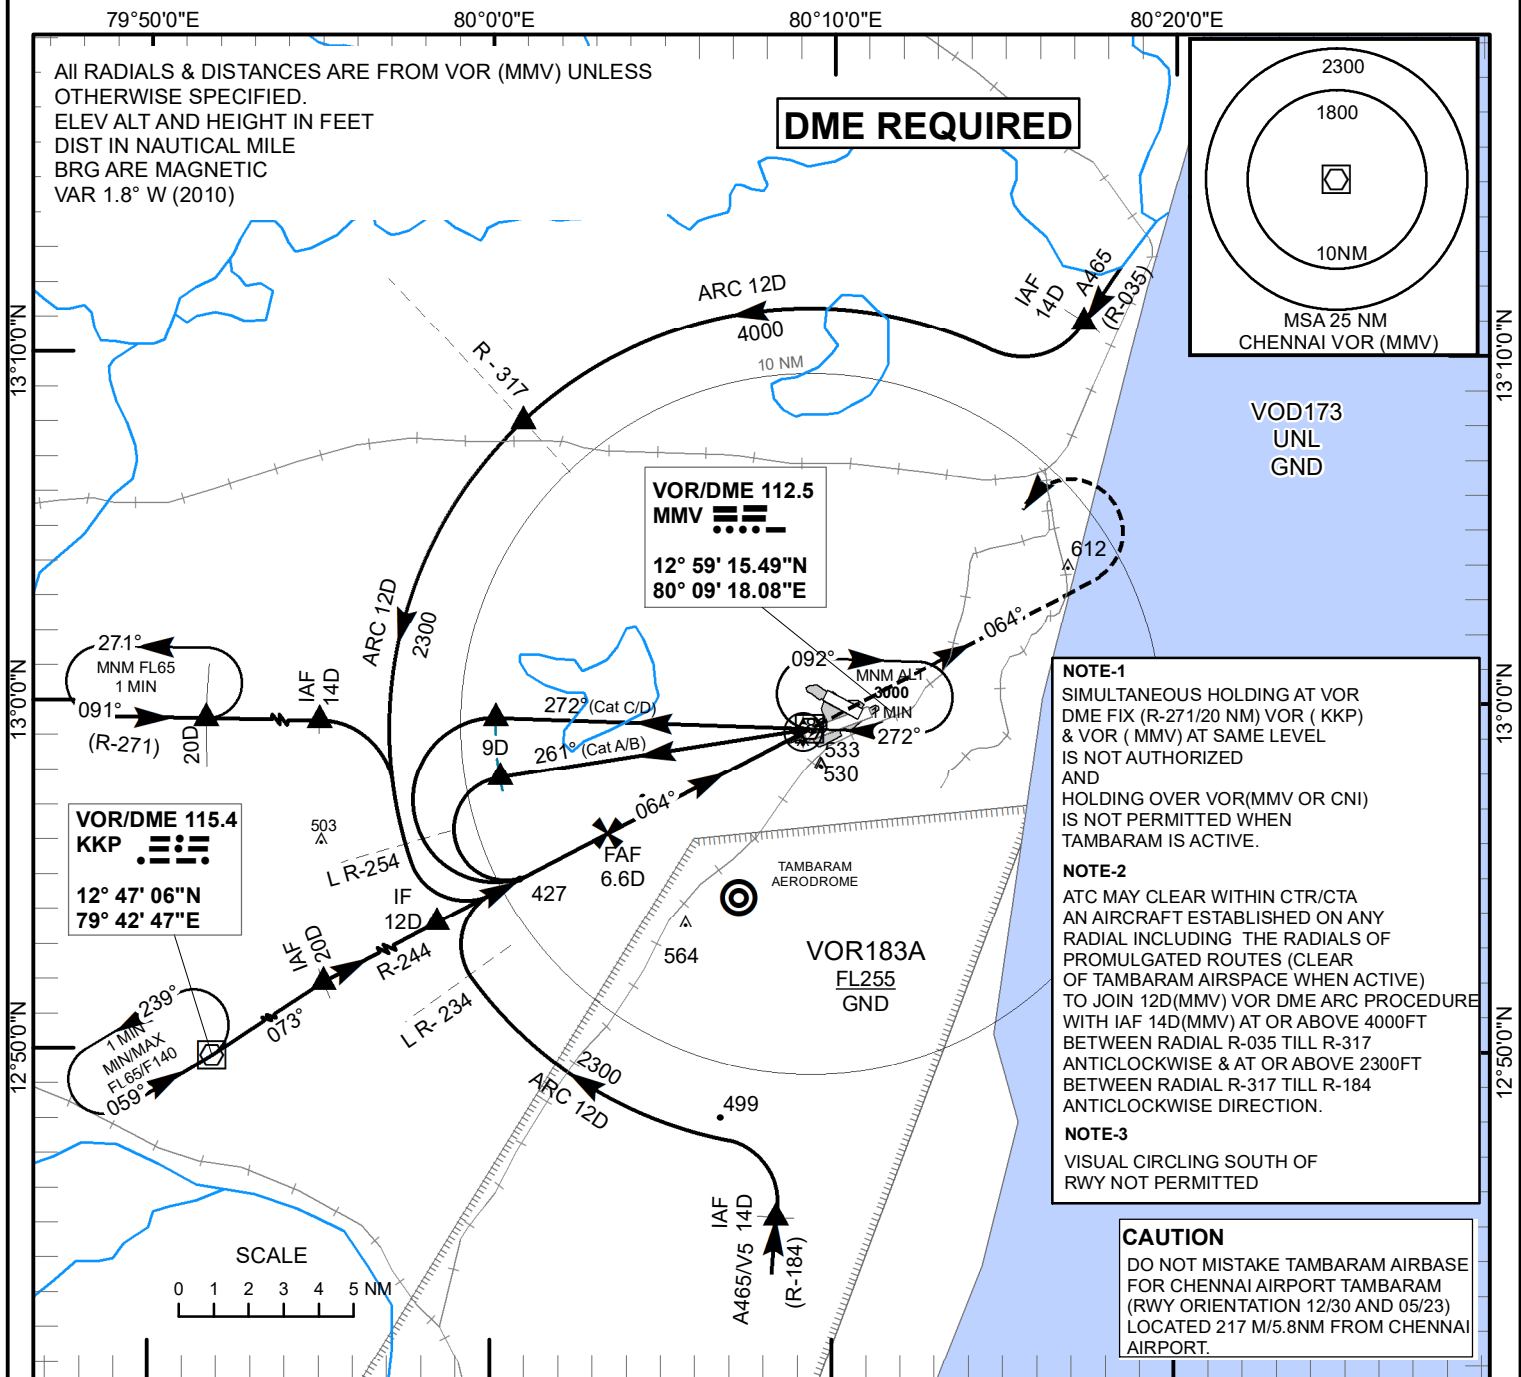 79°50'0"E
80°0'0"E
80°10'0"E
80°20'0"E
All RADIALS & DISTANCES ARE FROM VOR (MMV) UNLESS
OTHERWISE SPECIFIED.
ELEV ALT AND HEIGHT IN FEET
DIST IN NAUTICAL MILE
BRG ARE MAGNETIC
VAR 1.8° W (2010)
DME REQUIRED
2300
1800
10NM
MSA 25 NM
CHENNAI VOR (MMV)
13°10'0"N
13°10'0"N
ARC 12D
4000
10 NM
IAF
14D
A465
(R-035)
R - 317
VOD173
UNL
GND
VOR/DME 112.5
MMV
12° 59' 15.49"N
80° 09' 18.08"E
612
064°
ARC 12D
2300
271°
MNM FL65
1 MIN
091°
(R-271)
20D
IAF
14D
13°0'0"N
13°0'0"N
272° (Cat C/D)
9D
261° (Cat A/B)
092°
MNM ALT
3000
1 MIN
272°
533
530
064°
FAF
6.6D
427
503
L R-254
IF
12D
VOR/DME 115.4
KKP
12° 47' 06"N
79° 42' 47"E
IAF
20D
R-244
073°
239°
1 MIN
MIN/MAX
FL65/F140
059°
L R- 234
2300
ARC 12D
499
TAMBARAM
AERODROME
564
VOR183A
FL255
GND
12°50'0"N
12°50'0"N
IAF
14D
A465/V5
(R-184)
SCALE
0 1 2 3 4 5 NM
NOTE-1
SIMULTANEOUS HOLDING AT VOR
DME FIX (R-271/20 NM) VOR ( KKP)
& VOR ( MMV) AT SAME LEVEL
IS NOT AUTHORIZED
AND
HOLDING OVER VOR(MMV OR CNI)
IS NOT PERMITTED WHEN
TAMBARAM IS ACTIVE.
NOTE-2
ATC MAY CLEAR WITHIN CTR/CTA
AN AIRCRAFT ESTABLISHED ON ANY
RADIAL INCLUDING THE RADIALS OF
PROMULGATED ROUTES (CLEAR
OF TAMBARAM AIRSPACE WHEN ACTIVE)
TO JOIN 12D(MMV) VOR DME ARC PROCEDURE
WITH IAF 14D(MMV) AT OR ABOVE 4000FT
BETWEEN RADIAL R-035 TILL R-317
ANTICLOCKWISE & AT OR ABOVE 2300FT
BETWEEN RADIAL R-317 TILL R-184
ANTICLOCKWISE DIRECTION.
NOTE-3
VISUAL CIRCLING SOUTH OF
RWY NOT PERMITTED
CAUTION
DO NOT MISTAKE TAMBARAM AIRBASE
FOR CHENNAI AIRPORT TAMBARAM
(RWY ORIENTATION 12/30 AND 05/23)
LOCATED 217 M/5.8NM FROM CHENNAI
AIRPORT.